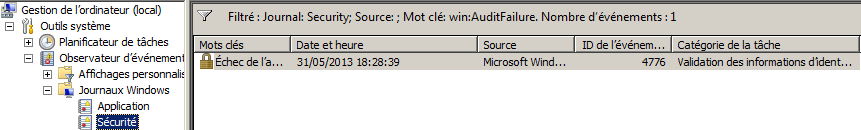 Gestion de l'ordinateur (local)
Outils système
Planificateur de tâches
Observateur d'événement
Affichages personnalis
Journaux Windows
Application
Sécurité
Filtré : Journal: Security; Source: ; Mot clé: win:AuditFailure. Nombre d'événements : 1
Mots clés Date et heure Source ID de l'événem... Catégorie de la tâche
Échec de l'a... 31/05/2013 18:28:39 Microsoft Wind... 4776 Validation des informations d'ident...